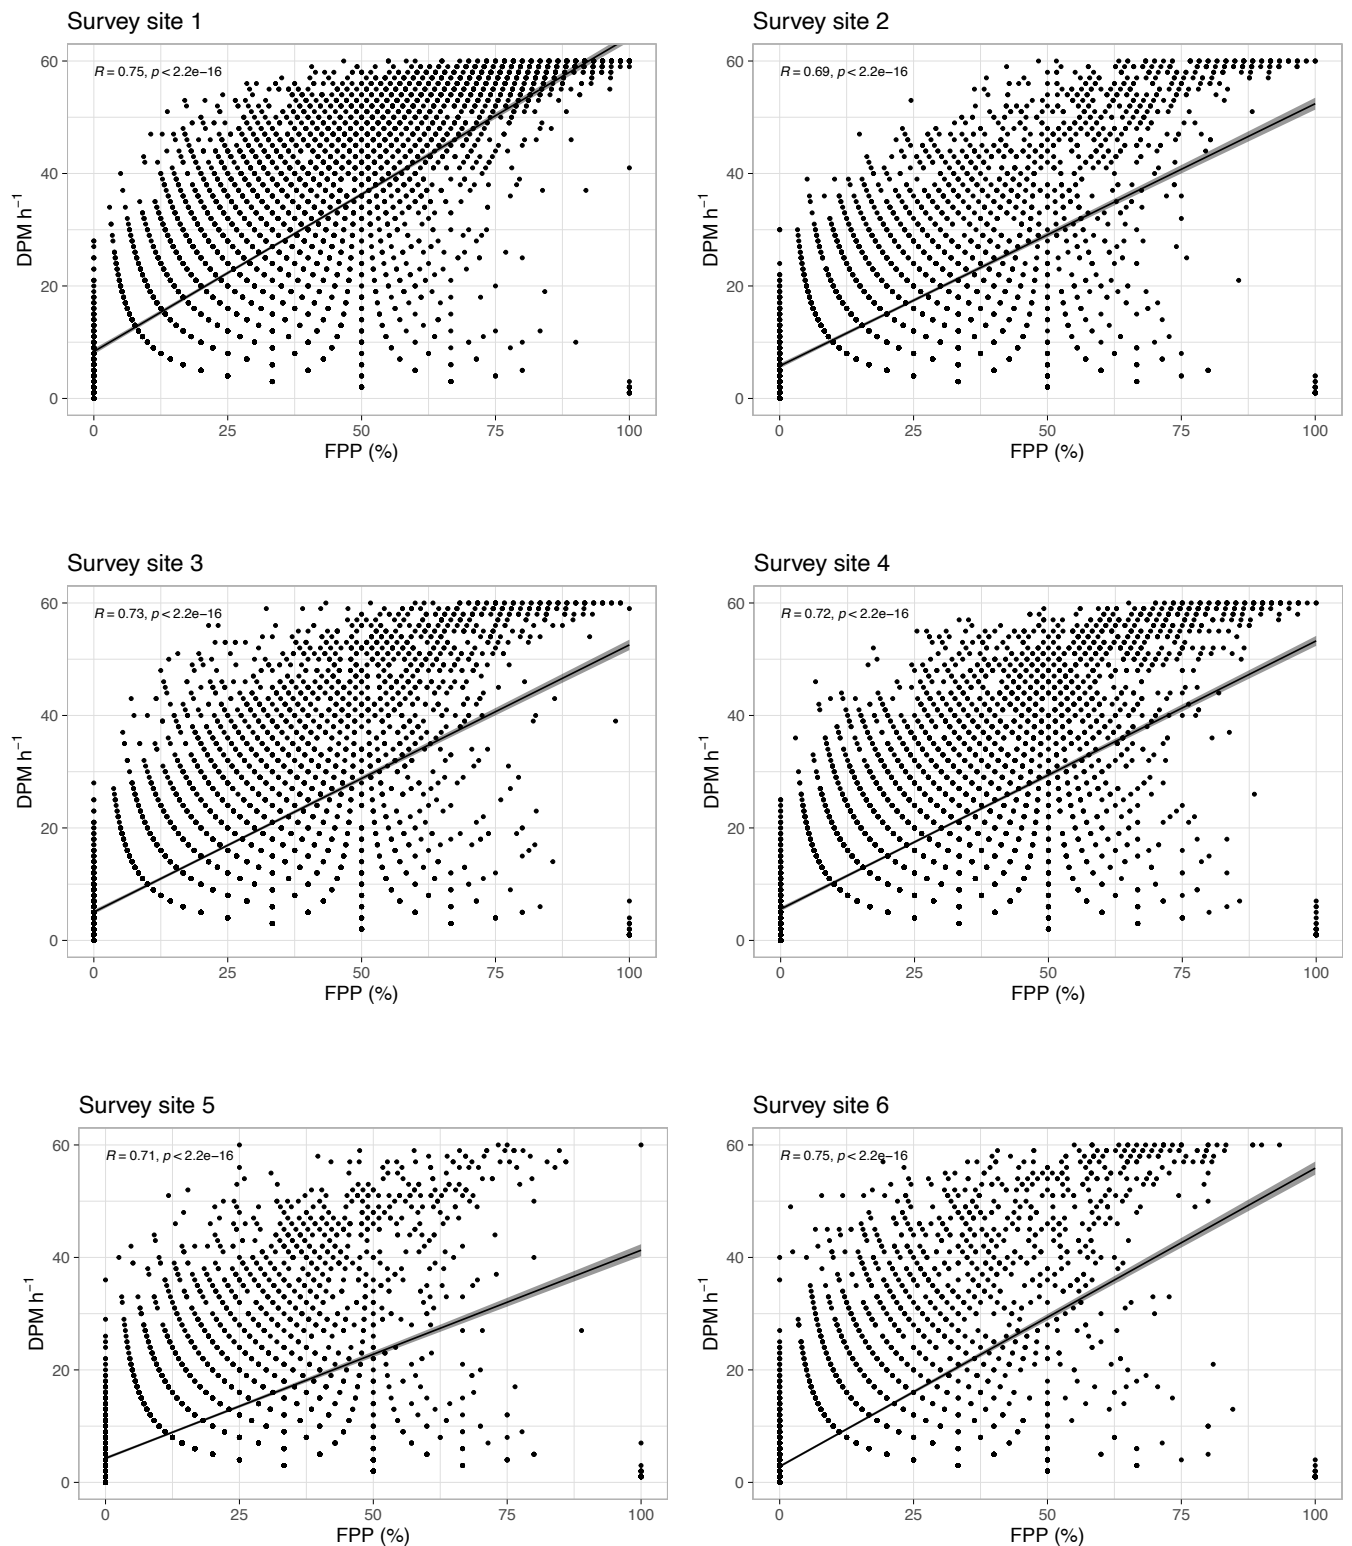 Survey site 1
R = 0.75, p < 2.2e−16
60
40
20
0
DPM h⁻¹
0 25 50 75 100
FPP (%)
Survey site 2
R = 0.69, p < 2.2e−16
60
40
20
0
DPM h⁻¹
0 25 50 75 100
FPP (%)
Survey site 3
R = 0.73, p < 2.2e−16
60
40
20
0
DPM h⁻¹
0 25 50 75 100
FPP (%)
Survey site 4
R = 0.72, p < 2.2e−16
60
40
20
0
DPM h⁻¹
0 25 50 75 100
FPP (%)
Survey site 5
R = 0.71, p < 2.2e−16
60
40
20
0
DPM h⁻¹
0 25 50 75 100
FPP (%)
Survey site 6
R = 0.75, p < 2.2e−16
60
40
20
0
DPM h⁻¹
0 25 50 75 100
FPP (%)